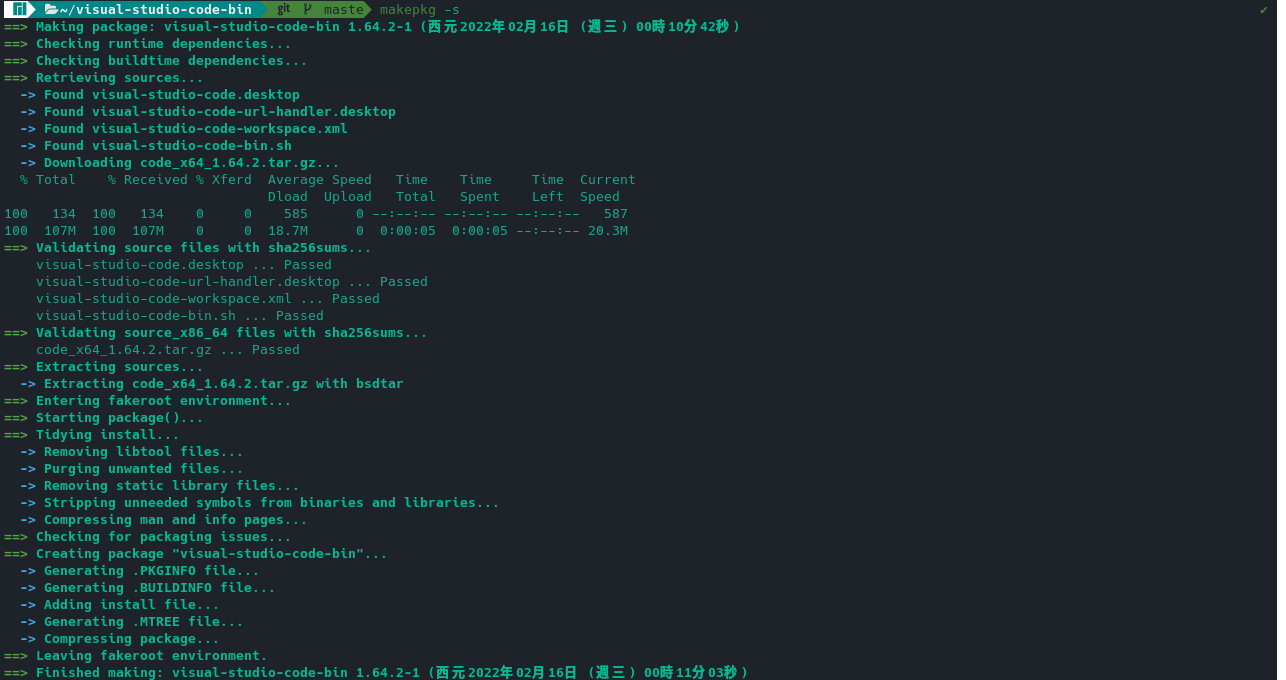 ~/visual-studio-code-bin git maste makepkg -s ✔
==> Making package: visual-studio-code-bin 1.64.2-1 (西元2022年02月16日 (週三) 00時10分42秒)
==> Checking runtime dependencies...
==> Checking buildtime dependencies...
==> Retrieving sources...
  -> Found visual-studio-code.desktop
  -> Found visual-studio-code-url-handler.desktop
  -> Found visual-studio-code-workspace.xml
  -> Found visual-studio-code-bin.sh
  -> Downloading code_x64_1.64.2.tar.gz...
  % Total    % Received % Xferd  Average Speed   Time    Time     Time  Current
                                 Dload  Upload   Total   Spent    Left  Speed
100   134  100   134    0     0    585      0 --:--:-- --:--:-- --:--:--   587
100  107M  100  107M    0     0  18.7M      0  0:00:05  0:00:05 --:--:-- 20.3M
==> Validating source files with sha256sums...
    visual-studio-code.desktop ... Passed
    visual-studio-code-url-handler.desktop ... Passed
    visual-studio-code-workspace.xml ... Passed
    visual-studio-code-bin.sh ... Passed
==> Validating source_x86_64 files with sha256sums...
    code_x64_1.64.2.tar.gz ... Passed
==> Extracting sources...
  -> Extracting code_x64_1.64.2.tar.gz with bsdtar
==> Entering fakeroot environment...
==> Starting package()...
==> Tidying install...
  -> Removing libtool files...
  -> Purging unwanted files...
  -> Removing static library files...
  -> Stripping unneeded symbols from binaries and libraries...
  -> Compressing man and info pages...
==> Checking for packaging issues...
==> Creating package "visual-studio-code-bin"...
  -> Generating .PKGINFO file...
  -> Generating .BUILDINFO file...
  -> Adding install file...
  -> Generating .MTREE file...
  -> Compressing package...
==> Leaving fakeroot environment.
==> Finished making: visual-studio-code-bin 1.64.2-1 (西元2022年02月16日 (週三) 00時11分03秒)